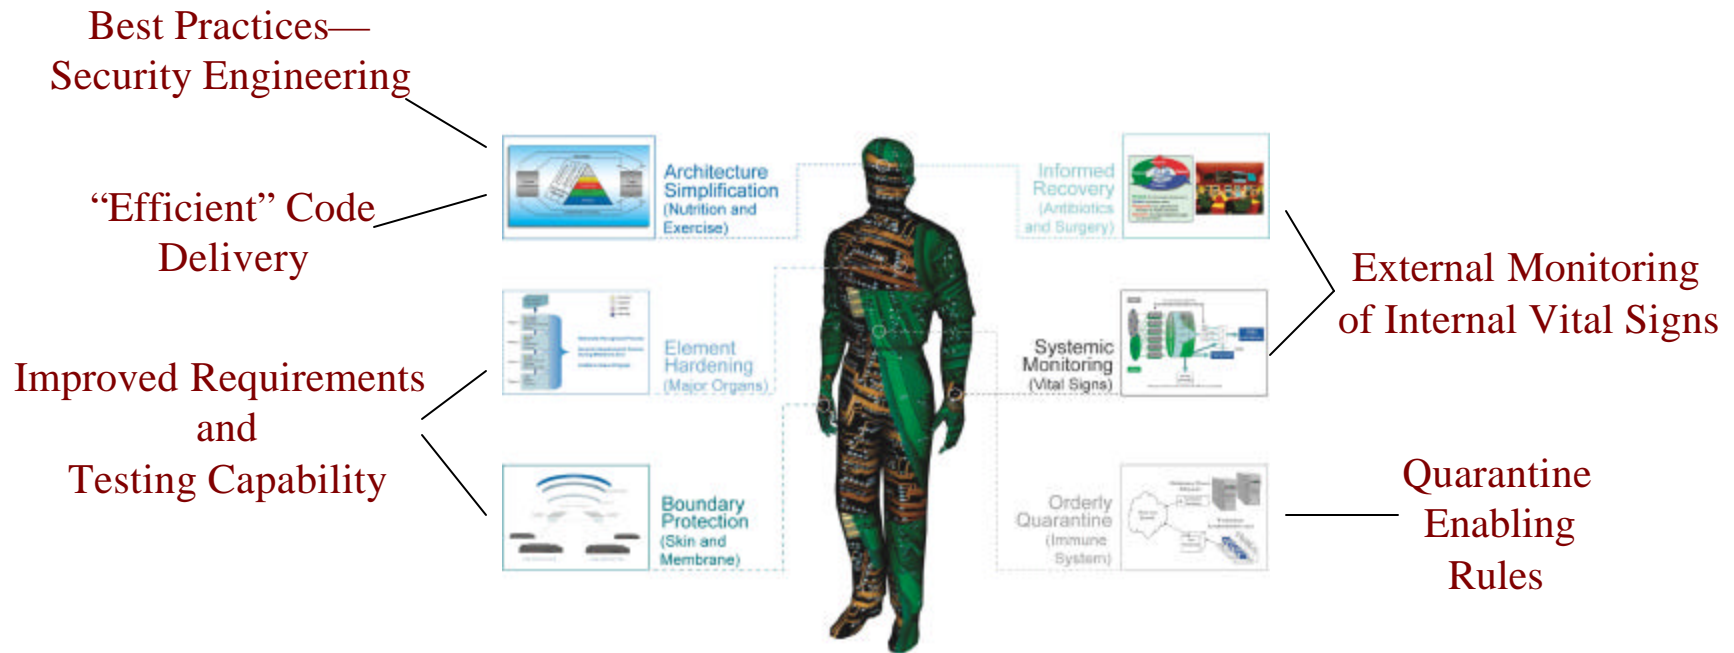 Best Practices—
Security Engineering
“Efficient” Code
Delivery
Improved Requirements
and
Testing Capability
Architecture
Simplification
(Nutrition and
Exercise)
Element
Hardening
(Major Organs)
Boundary
Protection
(Skin and
Membrane)
Informed
Recovery
(Antibiotics
and Surgery)
Systemic
Monitoring
(Vital Signs)
Orderly
Quarantine
(Immune
System)
External Monitoring
of Internal Vital Signs
Quarantine
Enabling
Rules